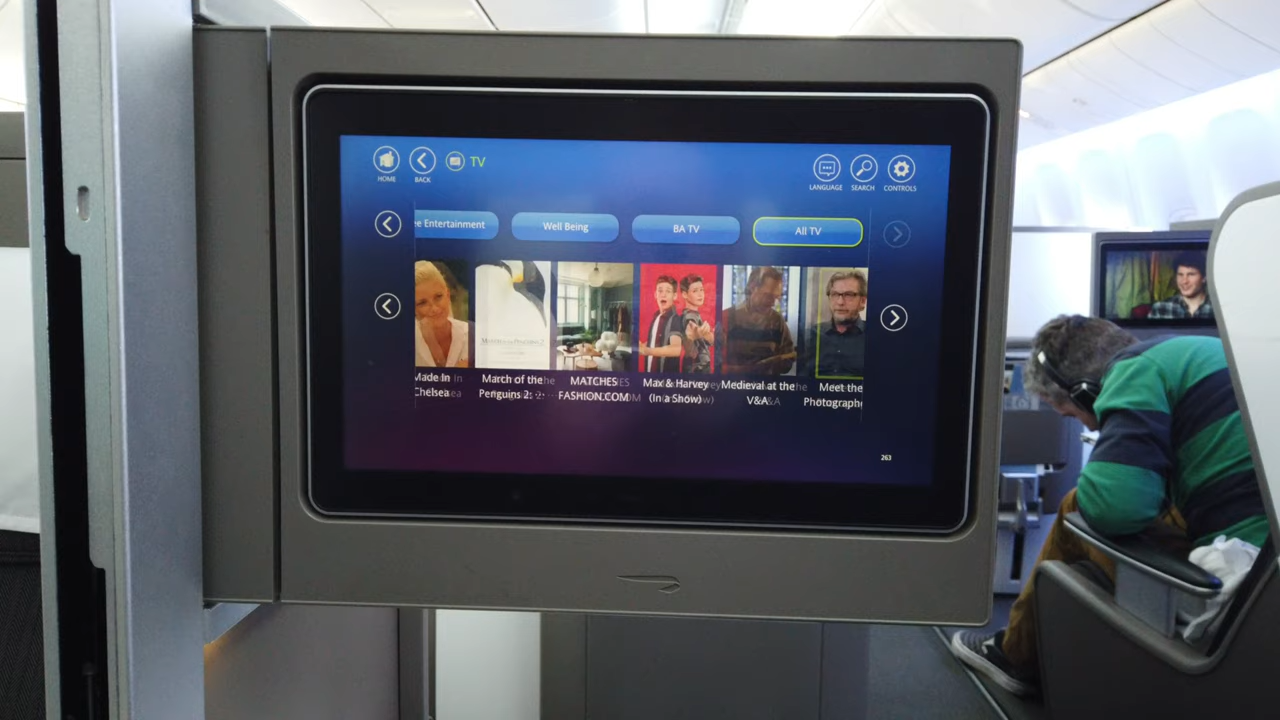 TV
HOME
BACK
LANGUAGE
SEARCH
CONTROLS
e Entertainment
Well Being
BA TV
All TV
Made In
Chelsea
March of the
Penguins 2:
MATCHES
FASHION.COM
Max & Harvey
(In a Show)
Medieval at the
V&A
Meet the
Photographe
263